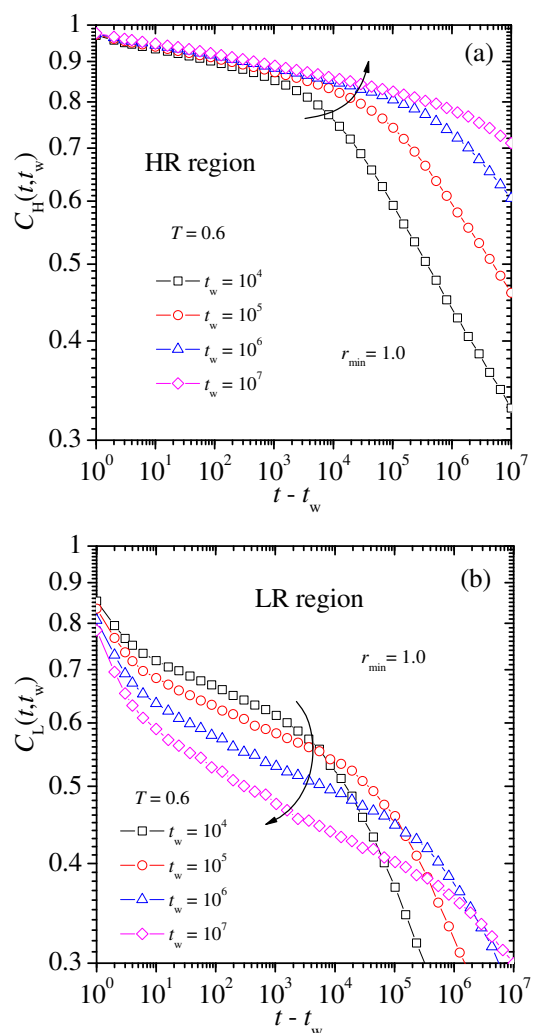 1
(a)
0.9
0.8
0.7
C_H(t,t_w)
HR region
T = 0.6
0.5
t_w = 10^4
t_w = 10^5
0.4
t_w = 10^6
r_min = 1.0
t_w = 10^7
0.3
10^0 10^1 10^2 10^3 10^4 10^5 10^6 10^7
t - t_w
1
(b)
0.9
LR region
0.8
r_min = 1.0
0.7
C_L(t,t_w)
0.6
0.5
T = 0.6
t_w = 10^4
0.4
t_w = 10^5
t_w = 10^6
t_w = 10^7
0.3
10^0 10^1 10^2 10^3 10^4 10^5 10^6 10^7
t - t_w